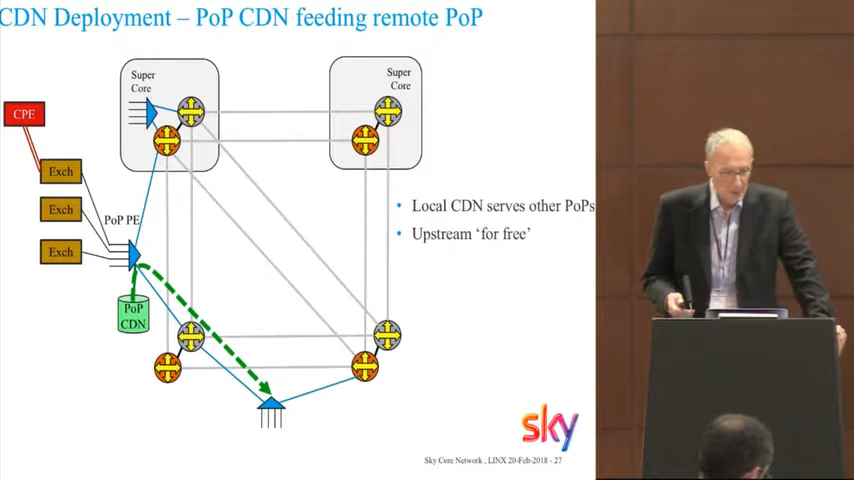 CDN Deployment – PoP CDN feeding remote PoP
Super
Core
Super
Core
CPE
Exch
Exch
Exch
PoP PE
PoP
CDN
• Local CDN serves other PoPs
• Upstream ‘for free’
sky
Sky Core Network , LINX 20-Feb-2018 - 27